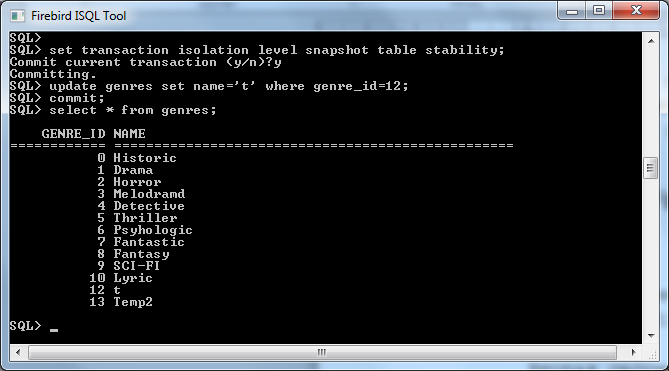 Firebird ISQL Tool
SQL>
SQL> set transaction isolation level snapshot table stability;
Commit current transaction (y/n)?y
Committing.
SQL> update genres set name='t' where genre_id=12;
SQL> commit;
SQL> select * from genres;
GENRE_ID NAME
============ ==================================================
0 Historic
1 Drama
2 Horror
3 Melodramd
4 Detective
5 Thriller
6 Psyhologic
7 Fantastic
8 Fantasy
9 SCI-FI
10 Lyric
12 t
13 Temp2
SQL> _